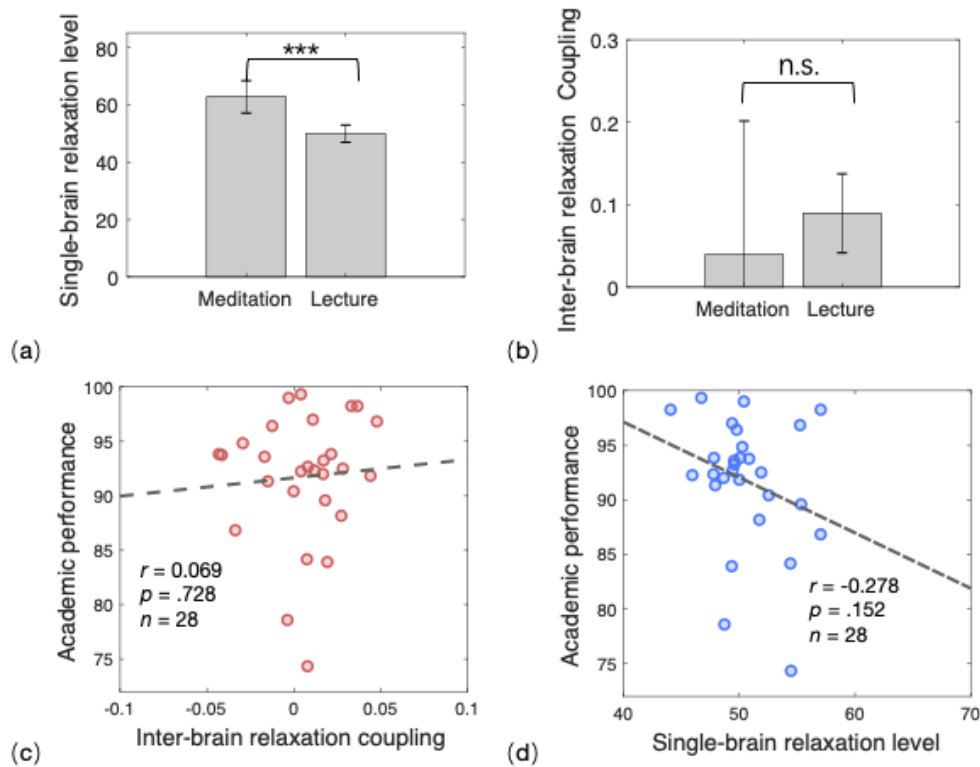 Single-brain relaxation level
80
60
40
20
0
***
Meditation Lecture
(a)
Inter-brain relaxation Coupling
0.3
0.2
0.1
0
n.s.
Meditation Lecture
(b)
Academic performance
100
95
90
85
80
75
r = 0.069
p = .728
n = 28
-0.1 -0.05 0 0.05 0.1
Inter-brain relaxation coupling
(c)
Academic performance
100
95
90
85
80
75
r = -0.278
p = .152
n = 28
40 50 60 70
Single-brain relaxation level
(d)